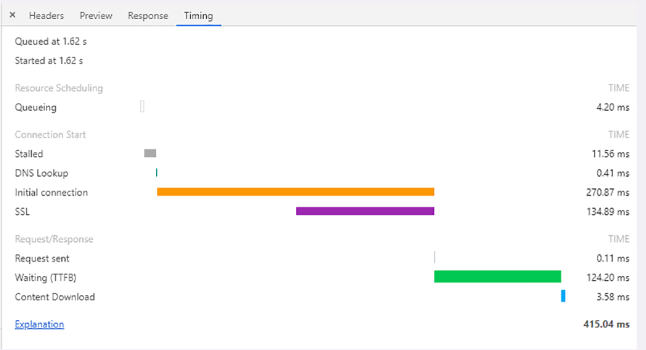 × Headers Preview Response Timing
Queued at 1.62 s
Started at 1.62 s
Resource Scheduling TIME
Queueing 4.20 ms
Connection Start TIME
Stalled 11.56 ms
DNS Lookup 0.41 ms
Initial connection 270.87 ms
SSL 134.89 ms
Request/Response TIME
Request sent 0.11 ms
Waiting (TTFB) 124.20 ms
Content Download 3.58 ms
Explanation 415.04 ms